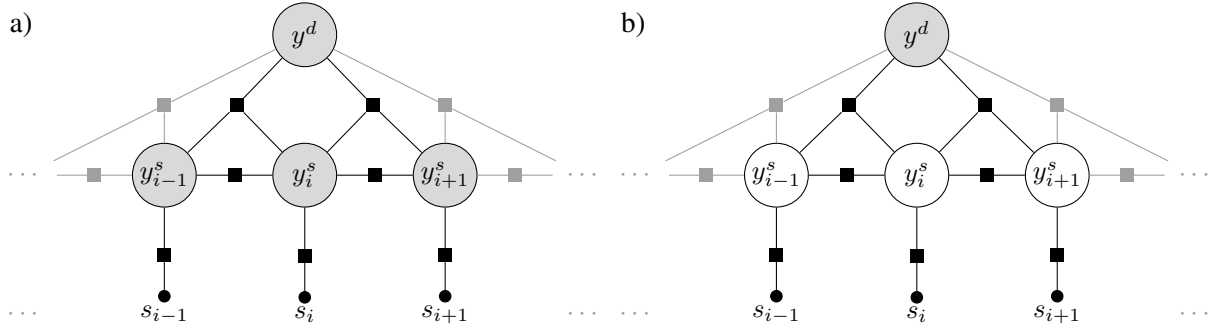 a)
y^d
··· y^s_{i-1} y^s_i y^s_{i+1} ···
··· s_{i-1} s_i s_{i+1} ···
b)
y^d
··· y^s_{i-1} y^s_i y^s_{i+1} ···
··· s_{i-1} s_i s_{i+1} ···